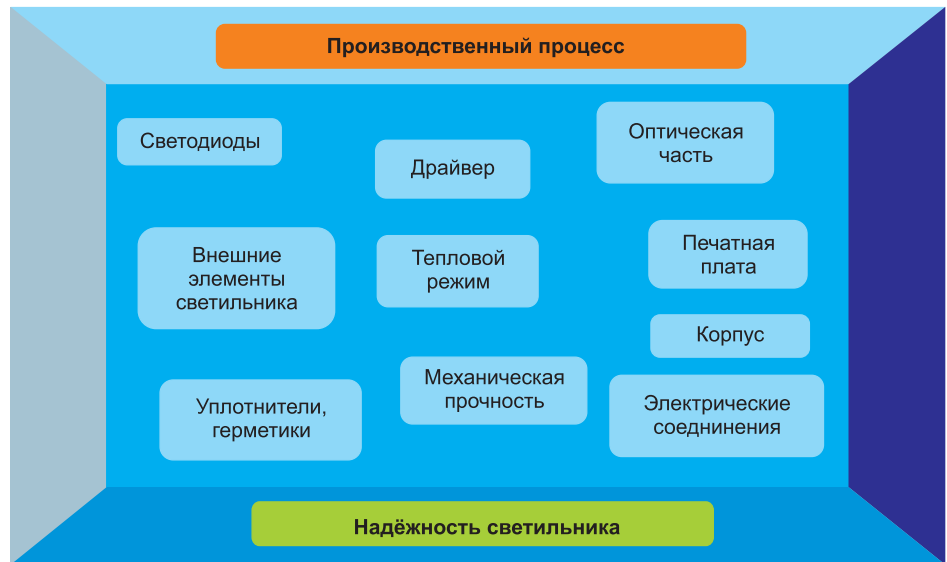 Производственный процесс
Светодиоды
Драйвер
Оптическая
часть
Внешние
элементы
светильника
Тепловой
режим
Печатная
плата
Корпус
Уплотнители,
герметики
Механическая
прочность
Электрические
соеднинения
Надёжность светильника